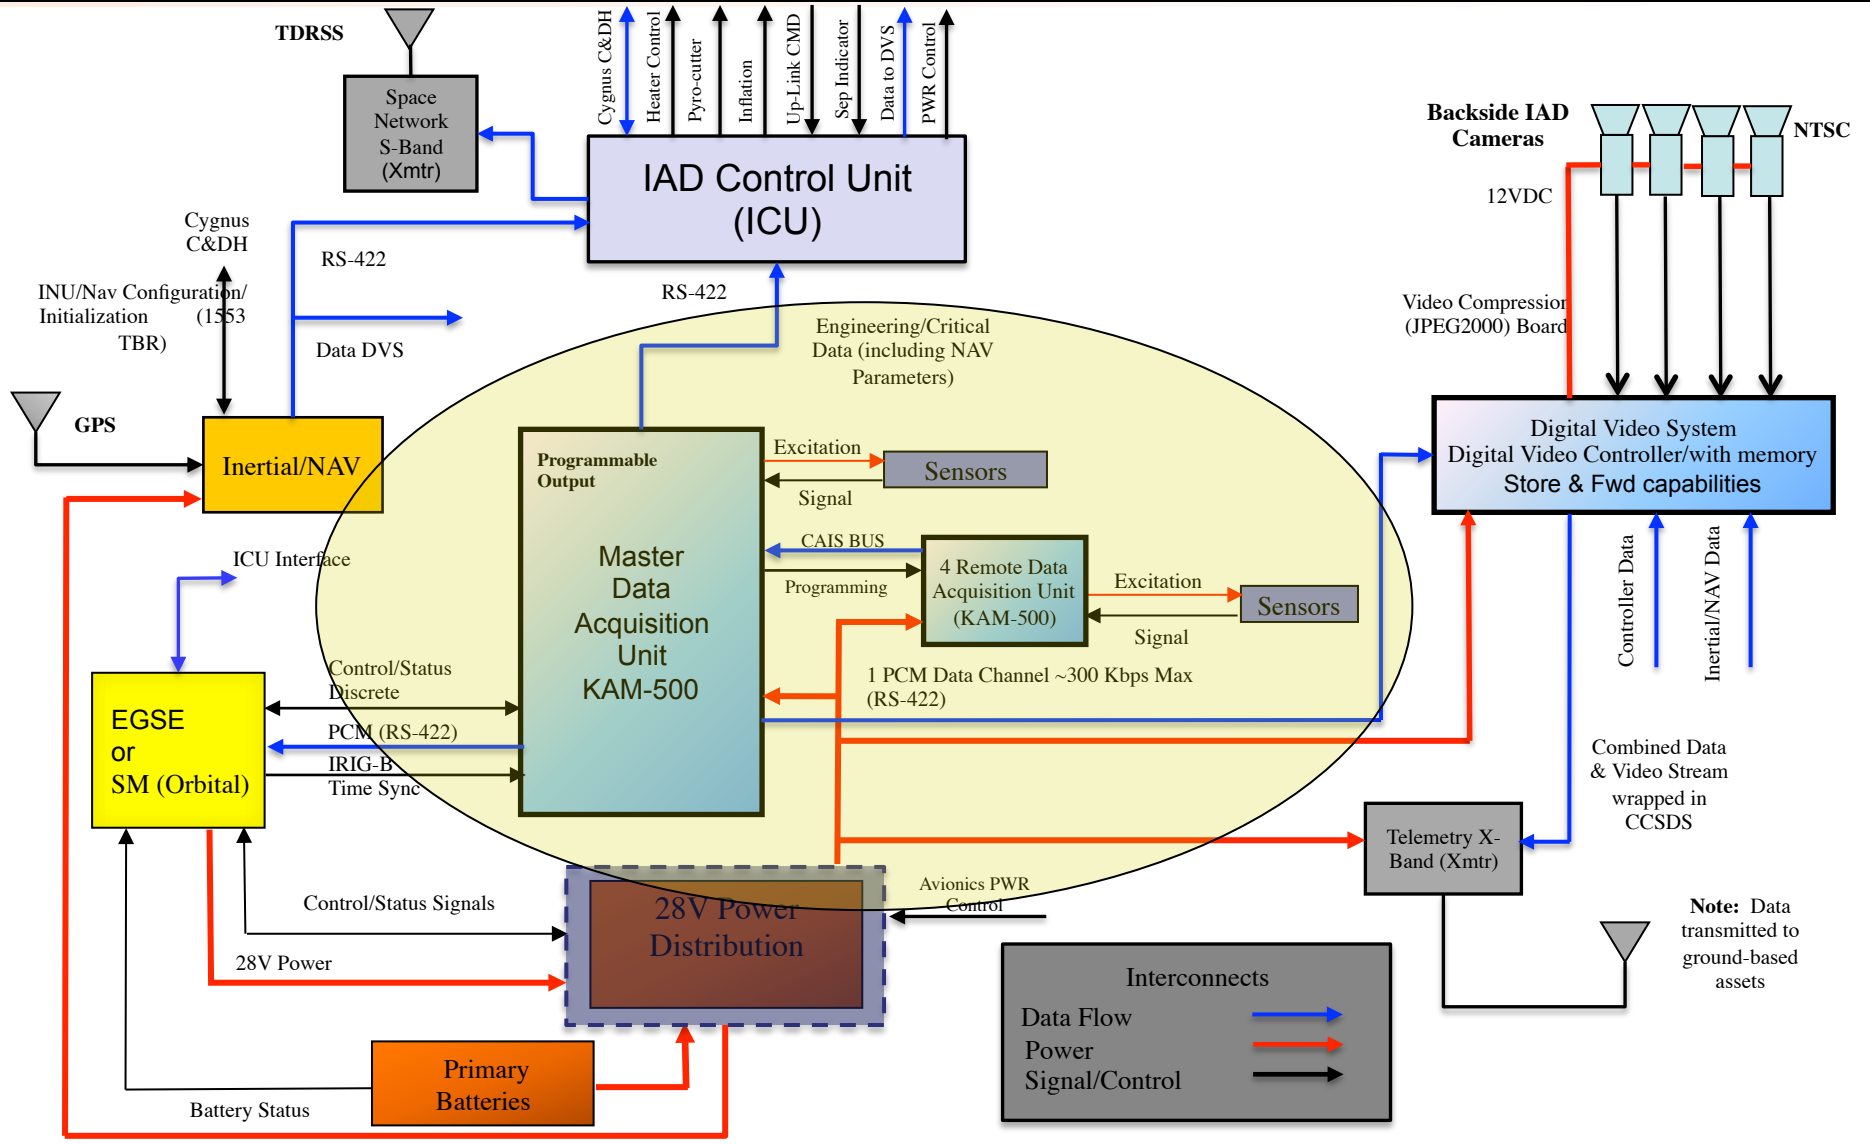 TDRSS
Space
Network
S-Band
(Xmtr)
Cygnus C&DH
Heater Control
Pyro-cutter
Inflation
Up-Link CMD
Sep Indicator
Data to DVS
PWR Control
IAD Control Unit
(ICU)
Backside IAD
Cameras
NTSC
12VDC
Cygnus
C&DH
RS-422
INU/Nav Configuration/
Initialization (1553
TBR)
Data DVS
RS-422
Engineering/Critical
Data (including NAV
Parameters)
Video Compression
(JPEG2000) Board
GPS
Inertial/NAV
Programmable
Output
Master
Data
Acquisition
Unit
KAM-500
Excitation
Sensors
Signal
CAIS BUS
Programming
4 Remote Data
Acquisition Unit
(KAM-500)
Excitation
Sensors
Signal
Digital Video System
Digital Video Controller/with memory
Store & Fwd capabilities
Controller Data
Inertial/NAV Data
ICU Interface
Control/Status
Discrete
PCM (RS-422)
IRIG-B
Time Sync
EGSE
or
SM (Orbital)
1 PCM Data Channel ~300 Kbps Max
(RS-422)
Combined Data
& Video Stream
wrapped in
CCSDS
Telemetry X-
Band (Xmtr)
Control/Status Signals
28V Power
28V Power
Distribution
Avionics PWR
Control
Note: Data
transmitted to
ground-based
assets
Primary
Batteries
Battery Status
Interconnects
Data Flow
Power
Signal/Control